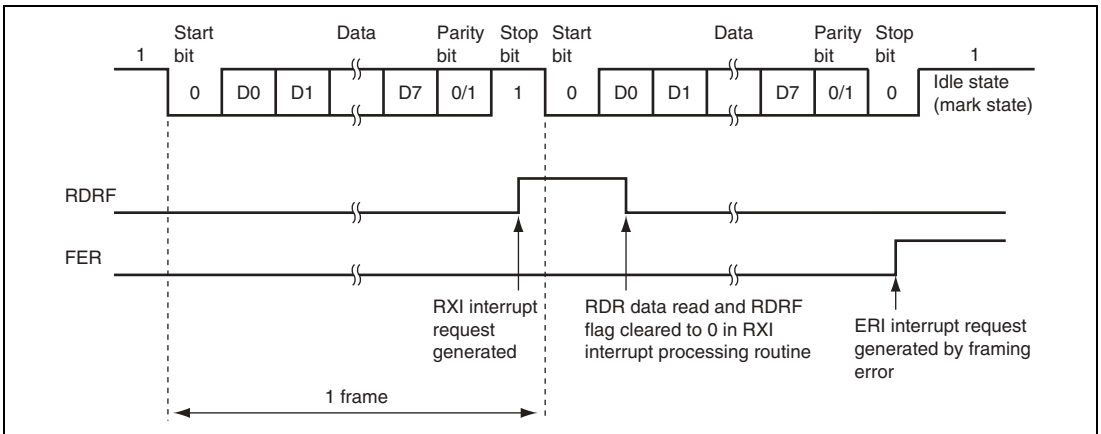 Start bit Data Parity bit Stop bit Start bit Data Parity bit Stop bit
1 1
0 D0 D1 D7 0/1 1 0 D0 D1 D7 0/1 0 Idle state (mark state)
RDRF
FER
RXI interrupt
request
generated
RDR data read and RDRF
flag cleared to 0 in RXI
interrupt processing routine
ERI interrupt request
generated by framing
error
1 frame